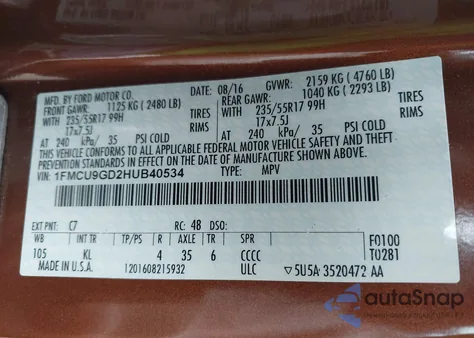 MFD. BY FORD MOTOR CO.
DATE: 08/16 GVWR: 2159 KG ( 4760 LB)
FRONT GAWR: 1125 KG ( 2480 LB) REAR GAWR: 1040 KG ( 2293 LB)
WITH 235/55R17 99H TIRES WITH 235/55R17 99H TIRES
17x7.5J RIMS 17x7.5J RIMS
AT 240 kPa/ 35 PSI COLD AT 240 kPa/ 35 PSI COLD
THIS VEHICLE CONFORMS TO ALL APPLICABLE FEDERAL MOTOR VEHICLE SAFETY AND THEFT
PREVENTION STANDARDS IN EFFECT ON THE DATE OF MANUFACTURE SHOWN ABOVE.
VIN: 1FMCU9GD2HUB40534 TYPE: MPV
EXT PNT: C7 RC: 48 DSO:
WB INT TR TP/PS R AXLE TR SPR F0100
105 KL 4 35 6 CCCC T0281
MADE IN U.S.A. 1201608215932 ULC 5U5A 3520472 AA
autoSnap